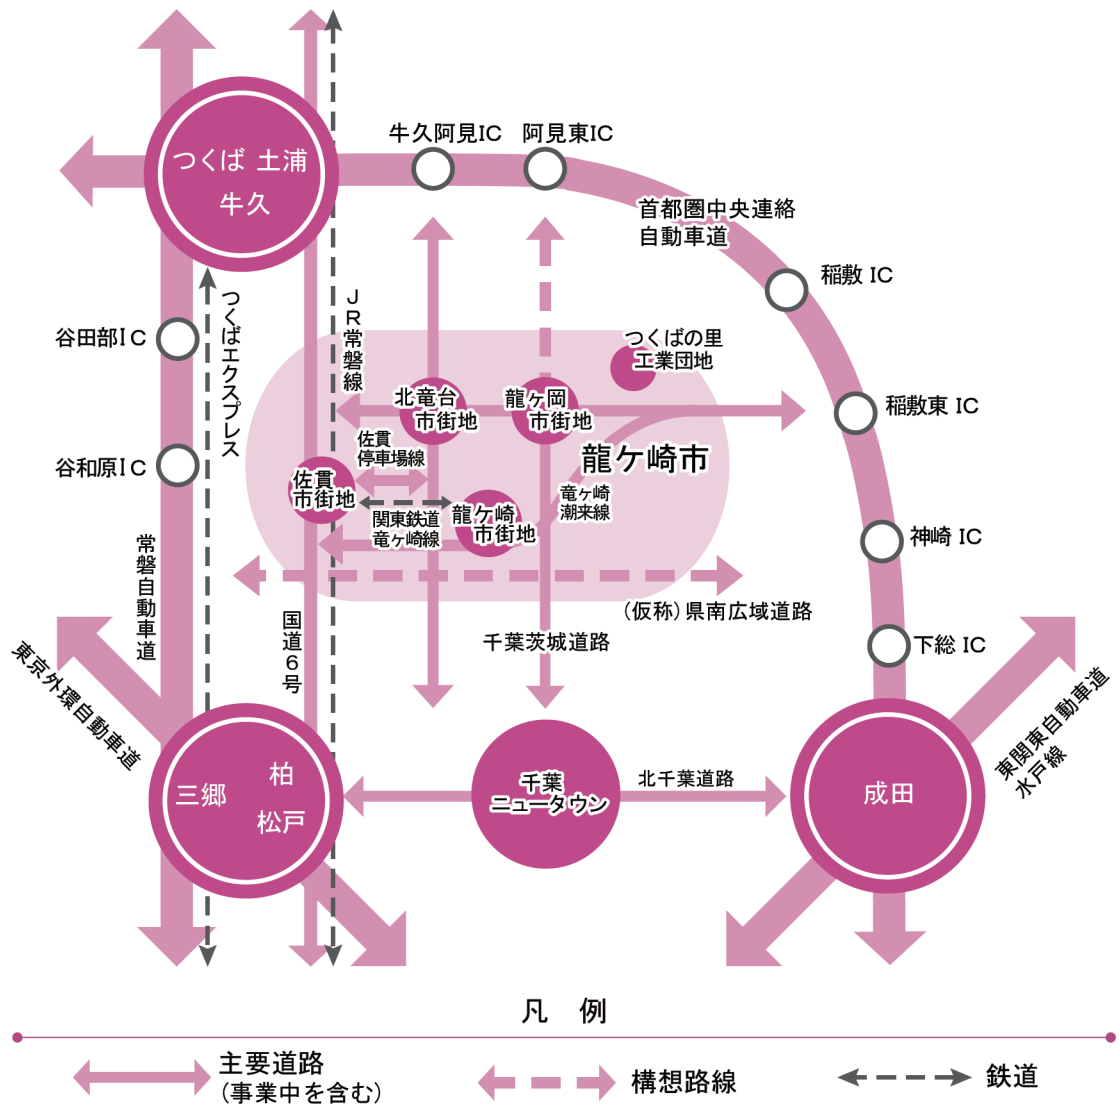 牛久阿見IC
阿見東IC
つくば 土浦
牛久
首都圏中央連絡
自動車道
稲敷 IC
谷田部IC
つくばエクスプレス
JR常磐線
つくばの里
工業団地
北竜台
市街地
龍ヶ岡
市街地
稲敷東 IC
佐貫
停車場線
龍ケ崎市
谷和原IC
佐貫
市街地
竜ヶ崎
潮来線
龍ケ崎
市街地
関東鉄道
竜ヶ崎線
神崎 IC
常磐自動車道
(仮称)県南広域道路
国道6号
千葉茨城道路
下総 IC
東京外環自動車道
東関東自動車道
水戸線
柏
三郷
松戸
千葉
ニュータウン
北千葉道路
成田
凡 例
主要道路
(事業中を含む)
構想路線
鉄道